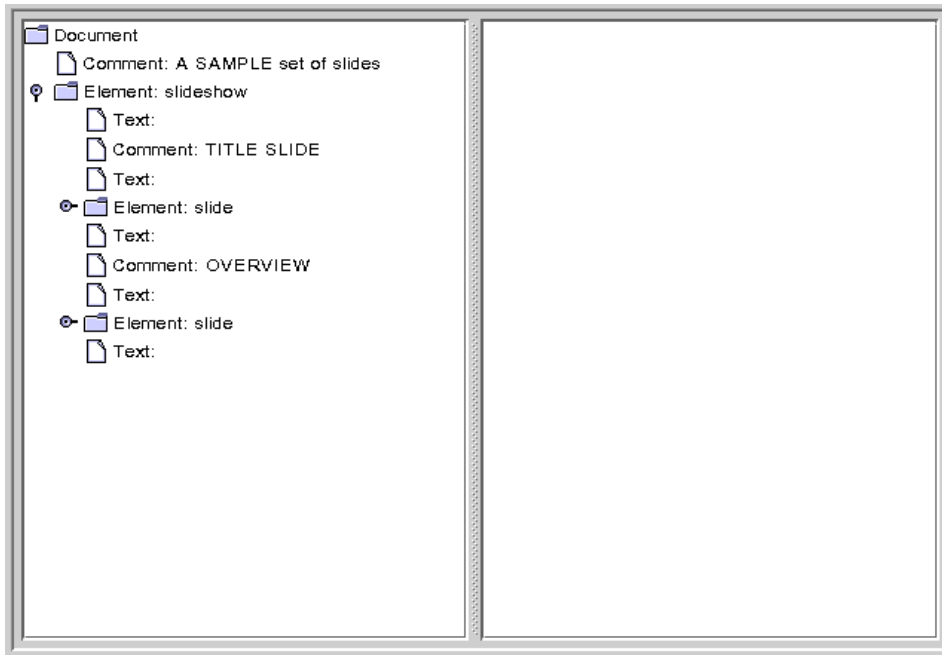 Document
Comment: A SAMPLE set of slides
Element: slideshow
Text:
Comment: TITLE SLIDE
Text:
Element: slide
Text:
Comment: OVERVIEW
Text:
Element: slide
Text: